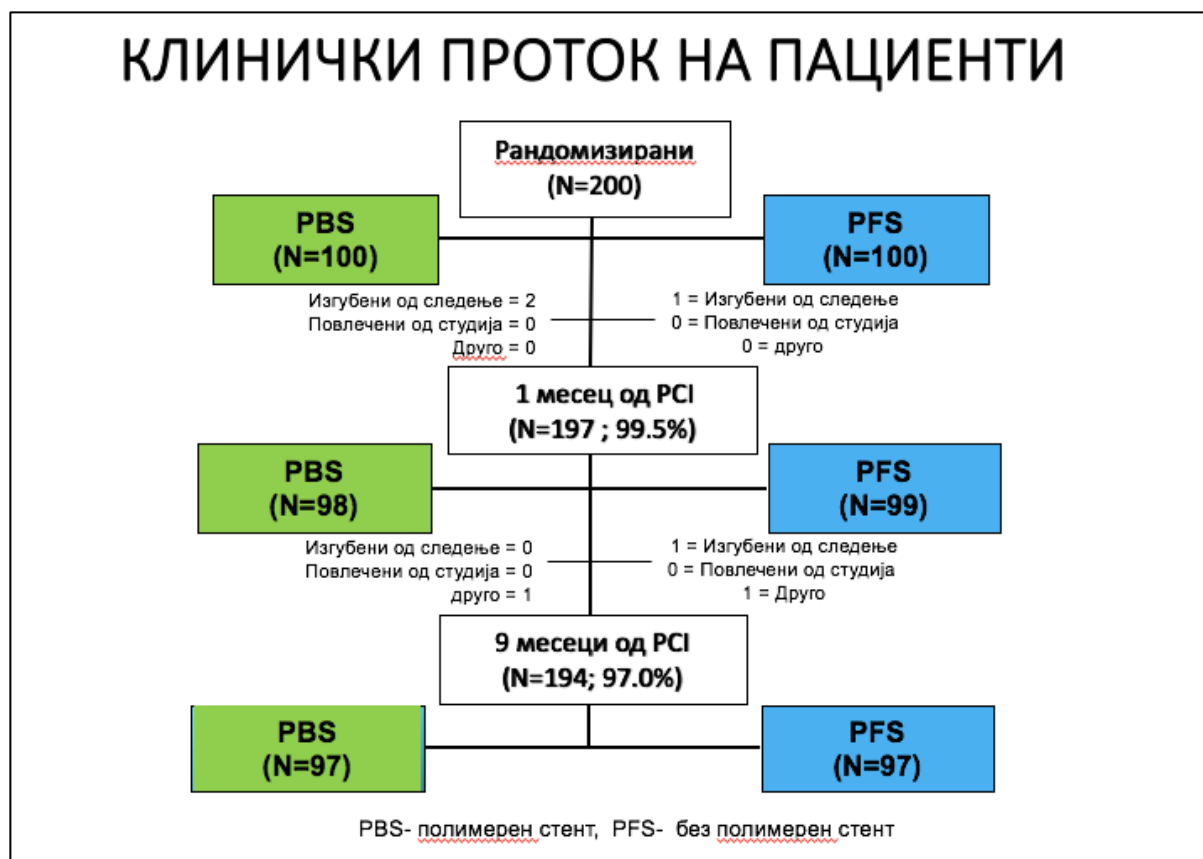 КЛИНИЧКИ ПРОТОК НА ПАЦИЕНТИ
Рандомизирани
(N=200)
PBS
(N=100)
PFS
(N=100)
Изгубени од следење = 2
Повлечени од студија = 0
Друго = 0
1 = Изгубени од следење
0 = Повлечени од студија
0 = друго
1 месец од PCI
(N=197 ; 99.5%)
PBS
(N=98)
PFS
(N=99)
Изгубени од следење = 0
Повлечени од студија = 0
друго = 1
1 = Изгубени од следење
0 = Повлечени од студија
1 = Друго
9 месеци од PCI
(N=194; 97.0%)
PBS
(N=97)
PFS
(N=97)
PBS- полимерен стент, PFS- без полимерен стент